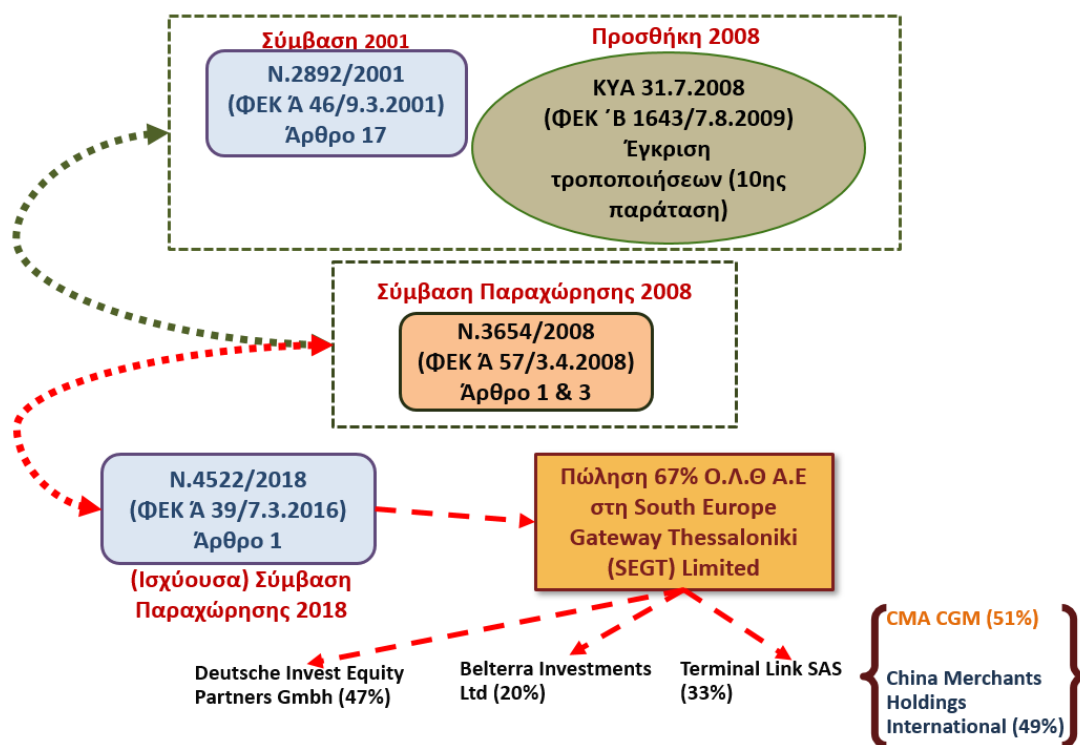 Σύμβαση 2001
Ν.2892/2001
(ΦΕΚ Ά 46/9.3.2001)
Άρθρο 17
Προσθήκη 2008
ΚΥΑ 31.7.2008
(ΦΕΚ ΄Β 1643/7.8.2009)
Έγκριση
τροποποιήσεων (10ης
παράταση)
Σύμβαση Παραχώρησης 2008
Ν.3654/2008
(ΦΕΚ Ά 57/3.4.2008)
Άρθρο 1 & 3
Ν.4522/2018
(ΦΕΚ Ά 39/7.3.2016)
Άρθρο 1
(Ισχύουσα) Σύμβαση
Παραχώρησης 2018
Πώληση 67% Ο.Λ.Θ Α.Ε
στη South Europe
Gateway Thessaloniki
(SEGT) Limited
Deutsche Invest Equity
Partners Gmbh (47%)
Belterra Investments
Ltd (20%)
Terminal Link SAS
(33%)
CMA CGM (51%)
China Merchants
Holdings
International (49%)